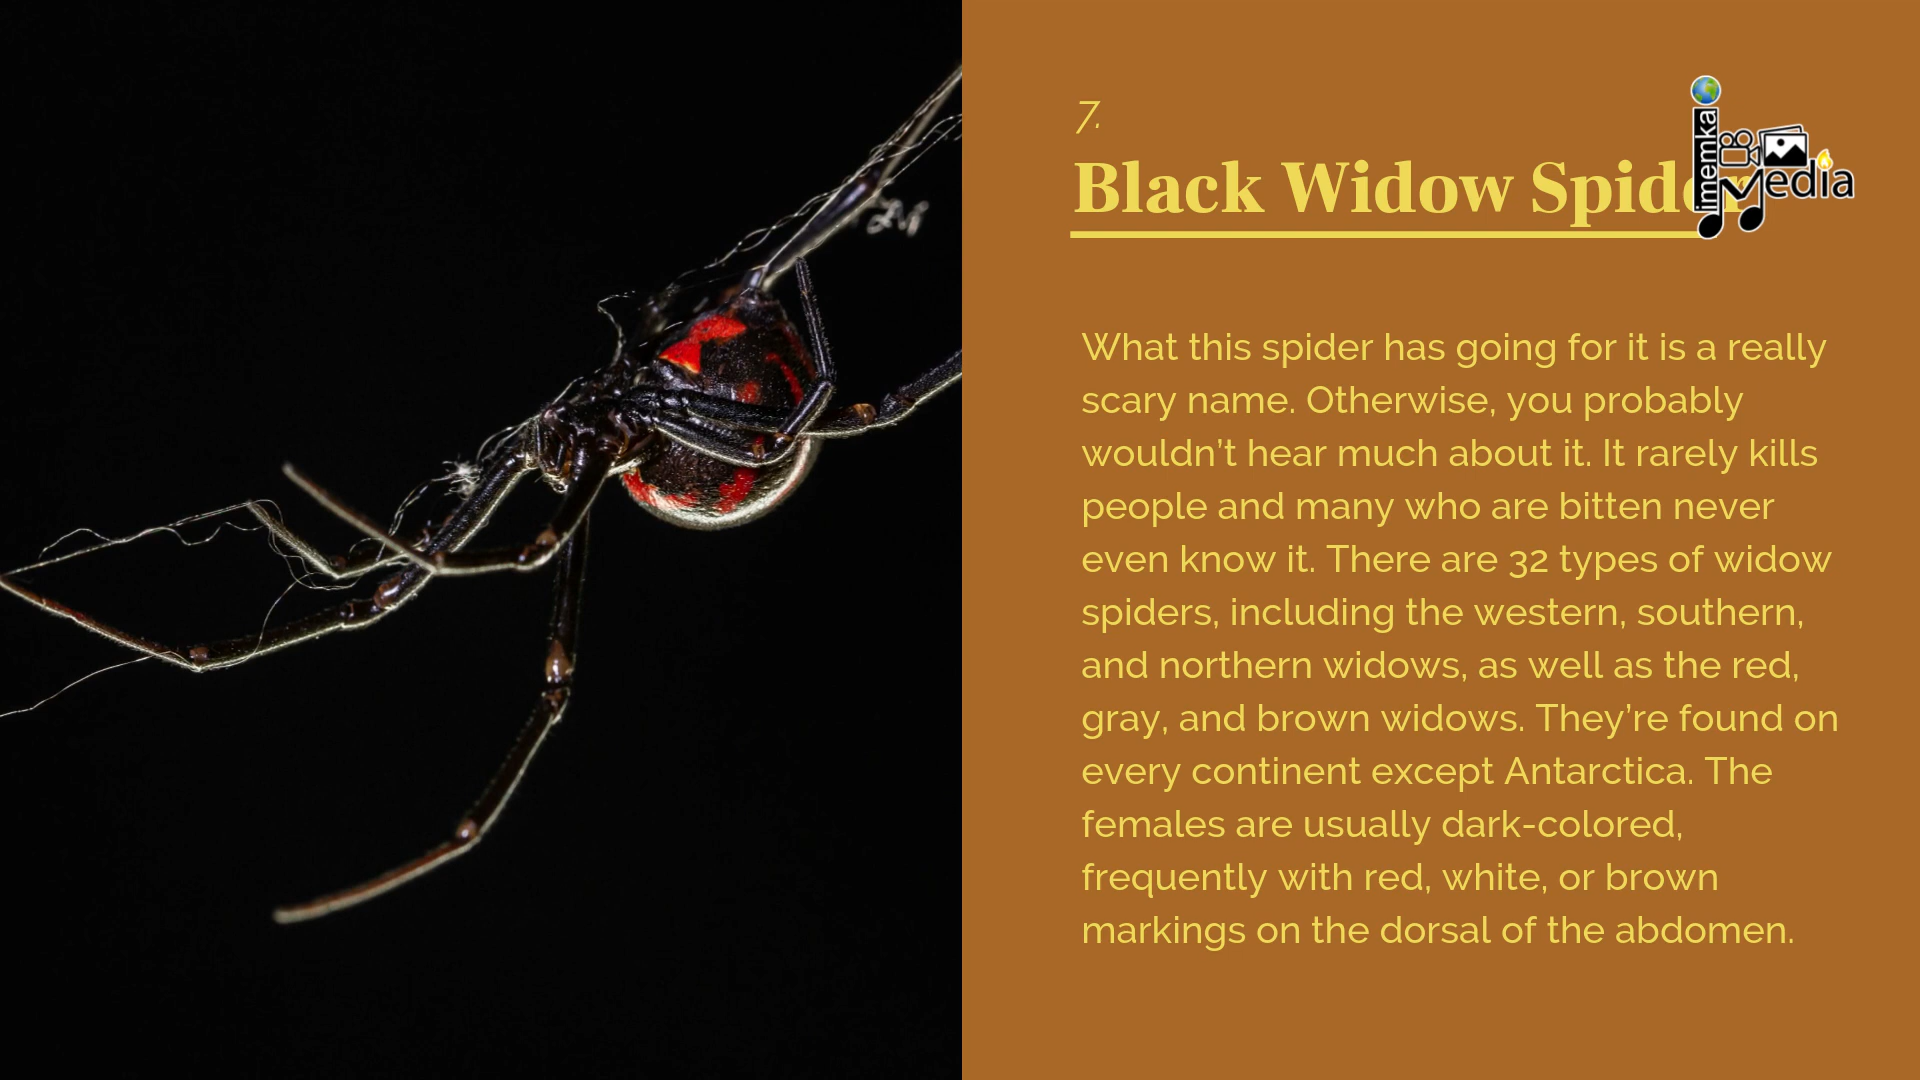 7.
Black Widow Spider
imemka
Media
What this spider has going for it is a really
scary name. Otherwise, you probably
wouldn’t hear much about it. It rarely kills
people and many who are bitten never
even know it. There are 32 types of widow
spiders, including the western, southern,
and northern widows, as well as the red,
gray, and brown widows. They’re found on
every continent except Antarctica. The
females are usually dark-colored,
frequently with red, white, or brown
markings on the dorsal of the abdomen.